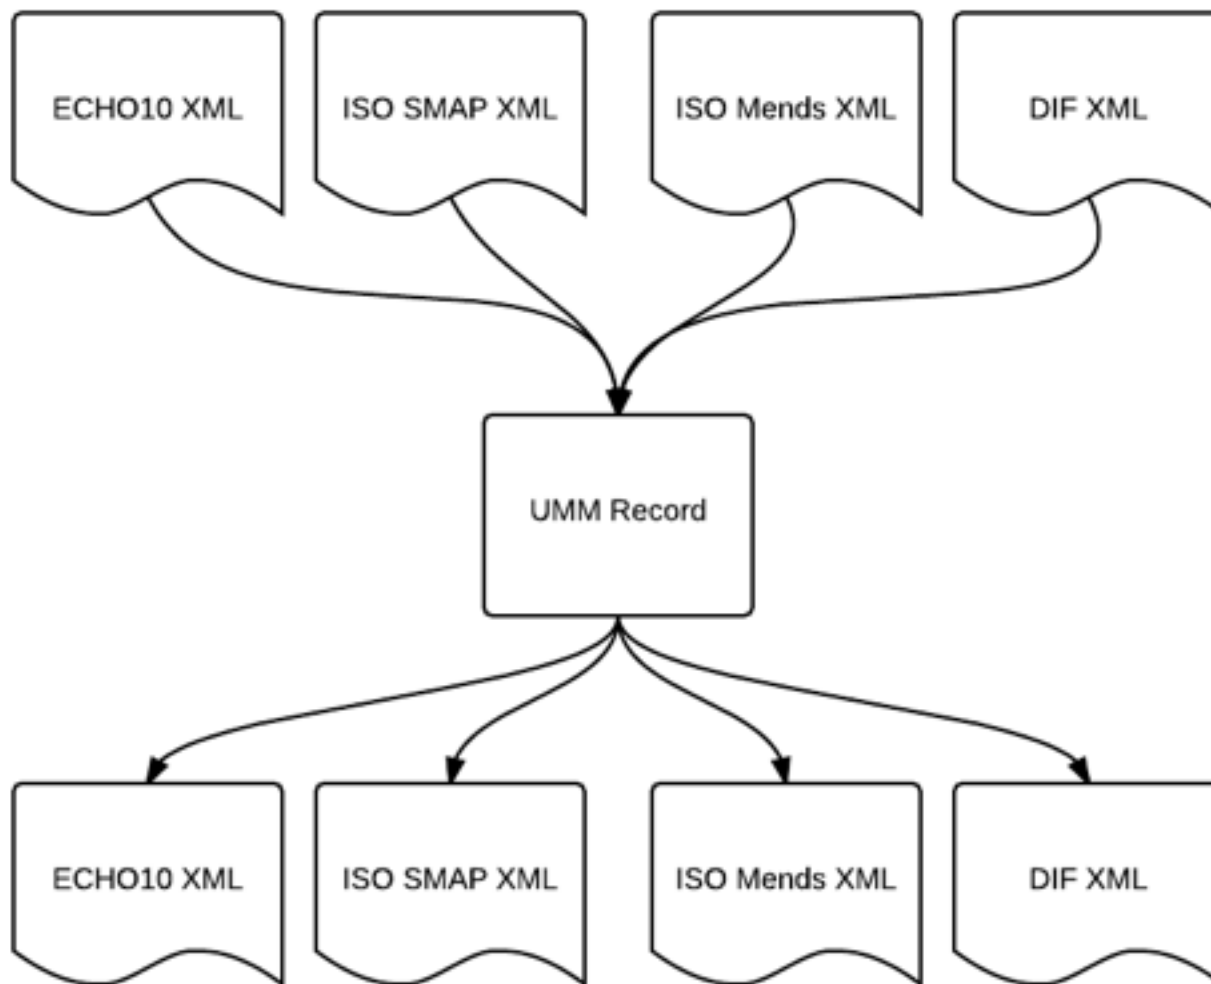 ECHO10 XML
ISO SMAP XML
ISO Mends XML
DIF XML
UMM Record
ECHO10 XML
ISO SMAP XML
ISO Mends XML
DIF XML